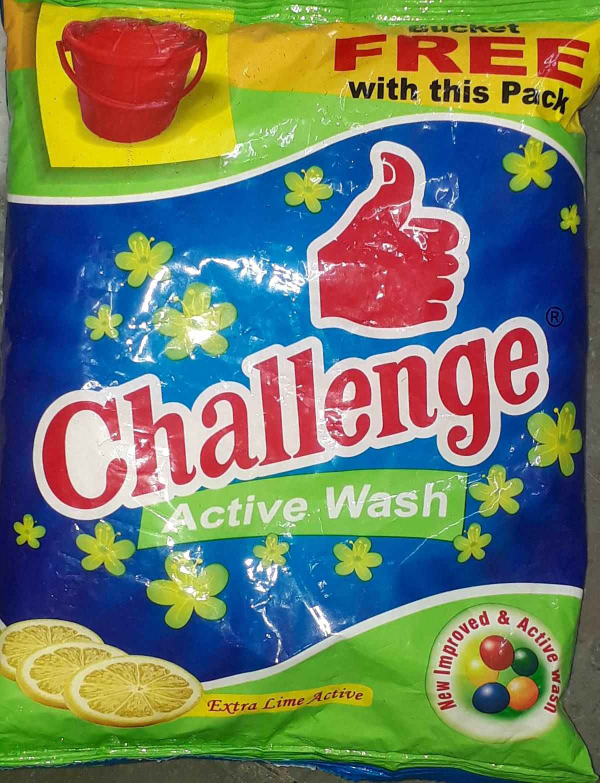 Bucket
FREE
with this Pack
Challenge®
Active Wash
Extra Lime Active
New Improved & Active wash